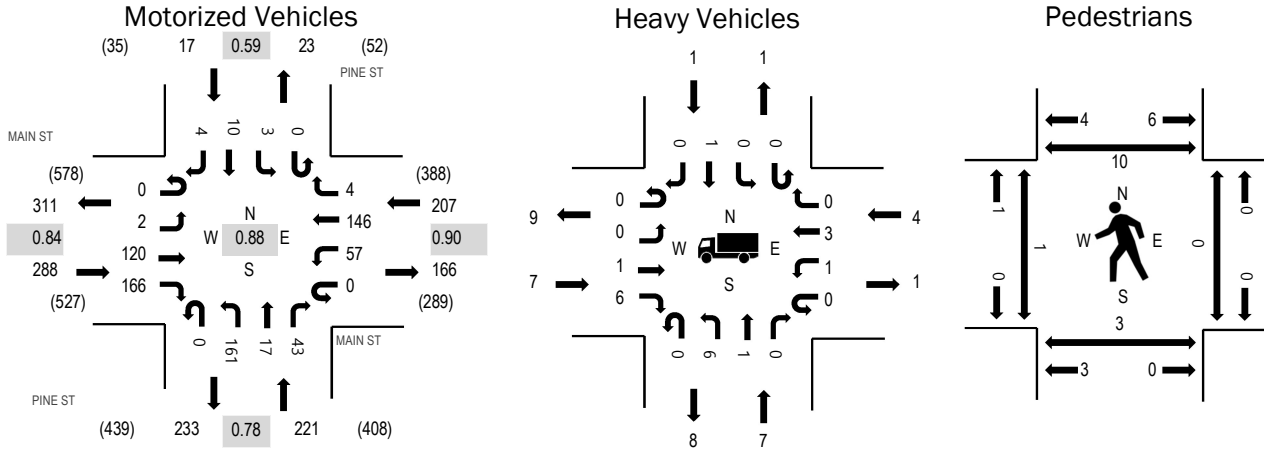 Motorized Vehicles
(35) 17 0.59 23 (52)
PINE ST
MAIN ST
4 10 3 0
(578) 0 4 (388)
311 2 N 146 207
0.84 W 0.88 E 0.90
288 120 S 57 166
(527) 166 0 (289)
0 161 17 43
MAIN ST
PINE ST
(439) 233 0.78 221 (408)
Heavy Vehicles
1 1
0 1 0 0
0 0
9 0 N 3 4
W E
7 1 S 1 1
6 0
0 6 1 0
8 7
Pedestrians
4 6
10
1 N 0
W E
1 0
0 S 0
3
3 0